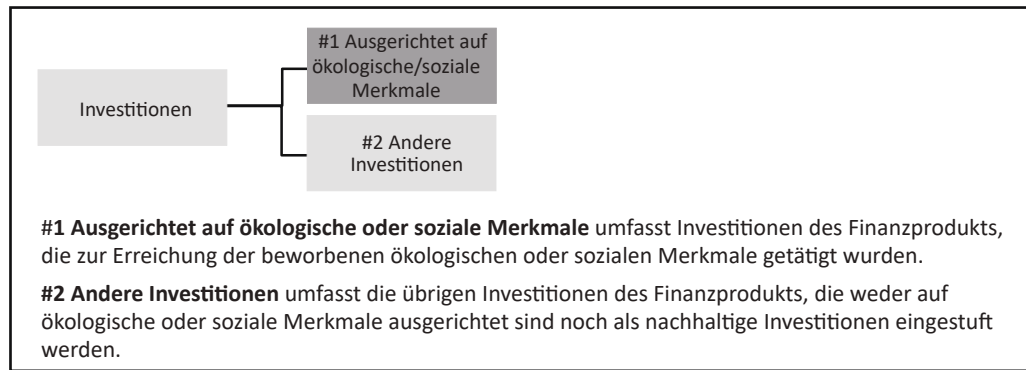 #1 Ausgerichtet auf
ökologische/soziale
Merkmale
Investitionen
#2 Andere
Investitionen
#1 Ausgerichtet auf ökologische oder soziale Merkmale umfasst Investitionen des Finanzprodukts,
die zur Erreichung der beworbenen ökologischen oder sozialen Merkmale getätigt wurden.
#2 Andere Investitionen umfasst die übrigen Investitionen des Finanzprodukts, die weder auf
ökologische oder soziale Merkmale ausgerichtet sind noch als nachhaltige Investitionen eingestuft
werden.